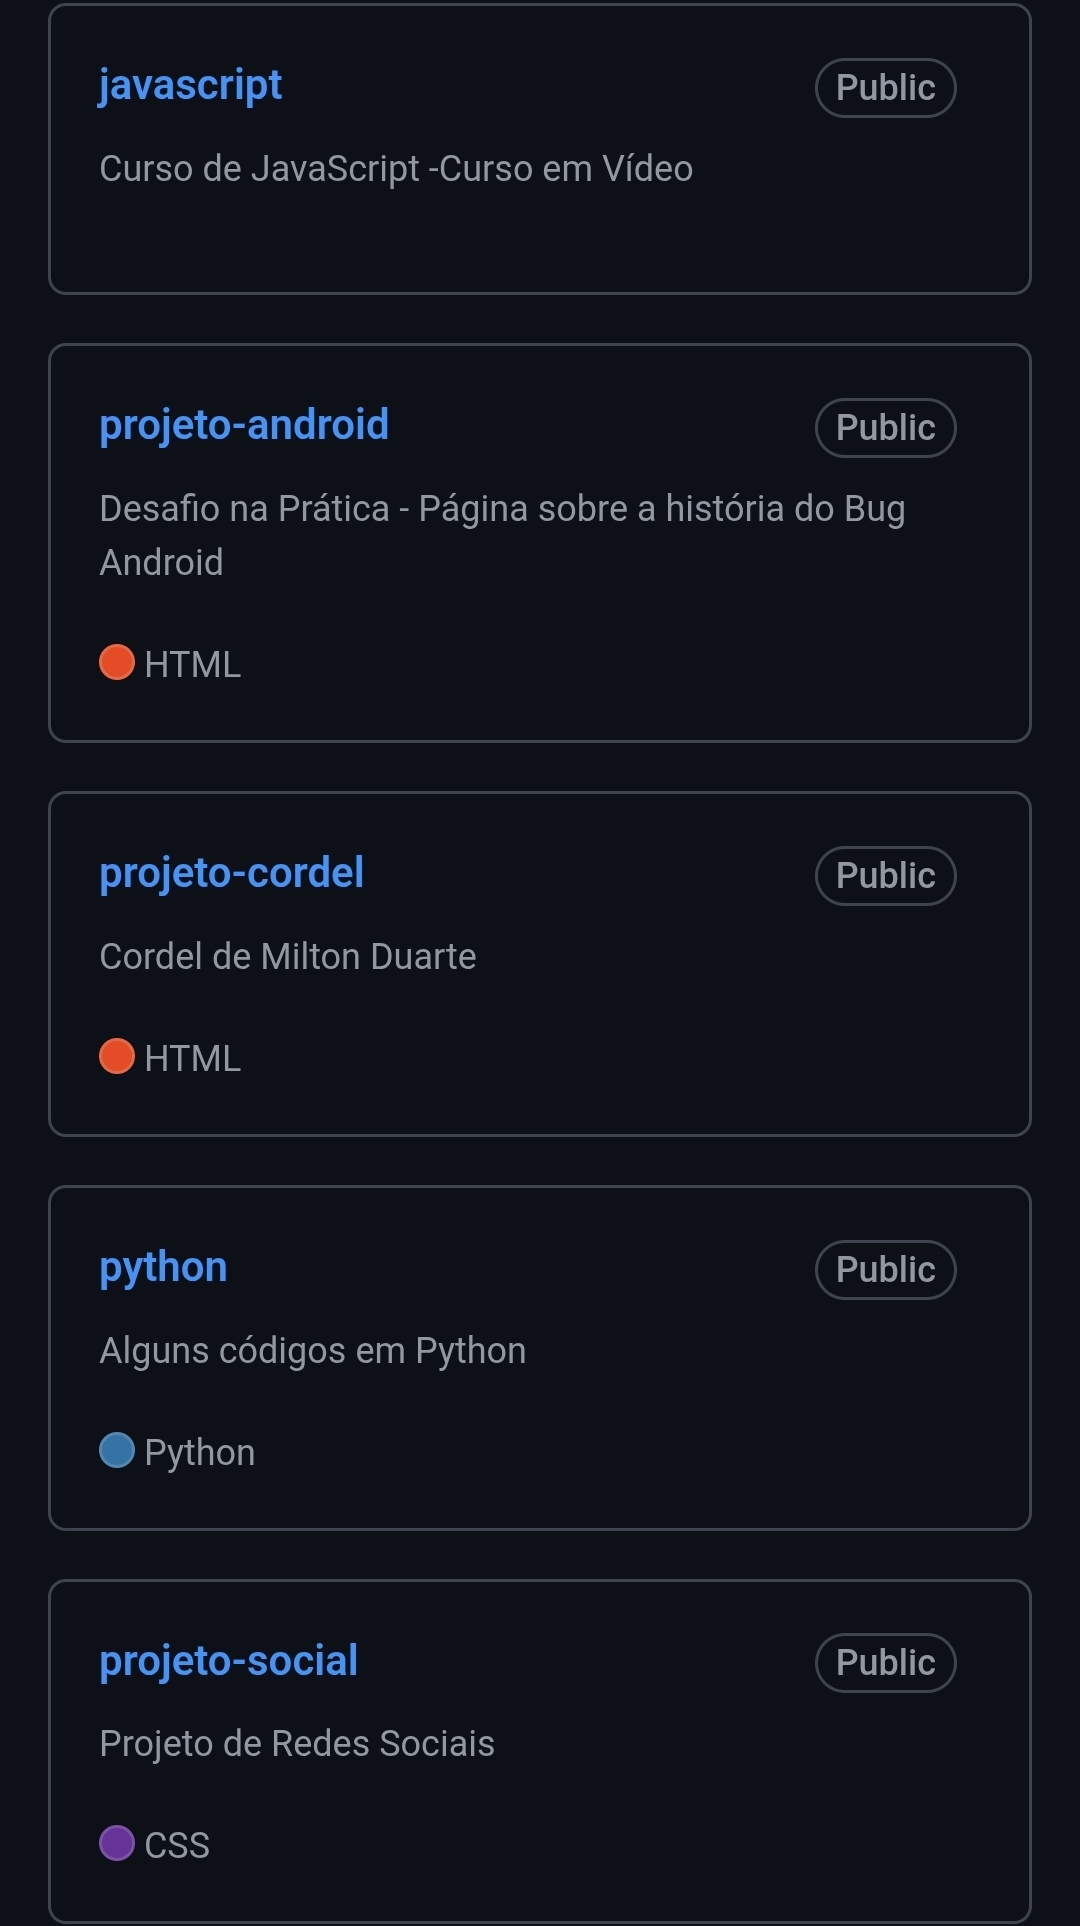 javascript
Public
Curso de JavaScript -Curso em Vídeo
projeto-android
Public
Desafio na Prática - Página sobre a história do Bug
Android
HTML
projeto-cordel
Public
Cordel de Milton Duarte
HTML
python
Public
Alguns códigos em Python
Python
projeto-social
Public
Projeto de Redes Sociais
CSS